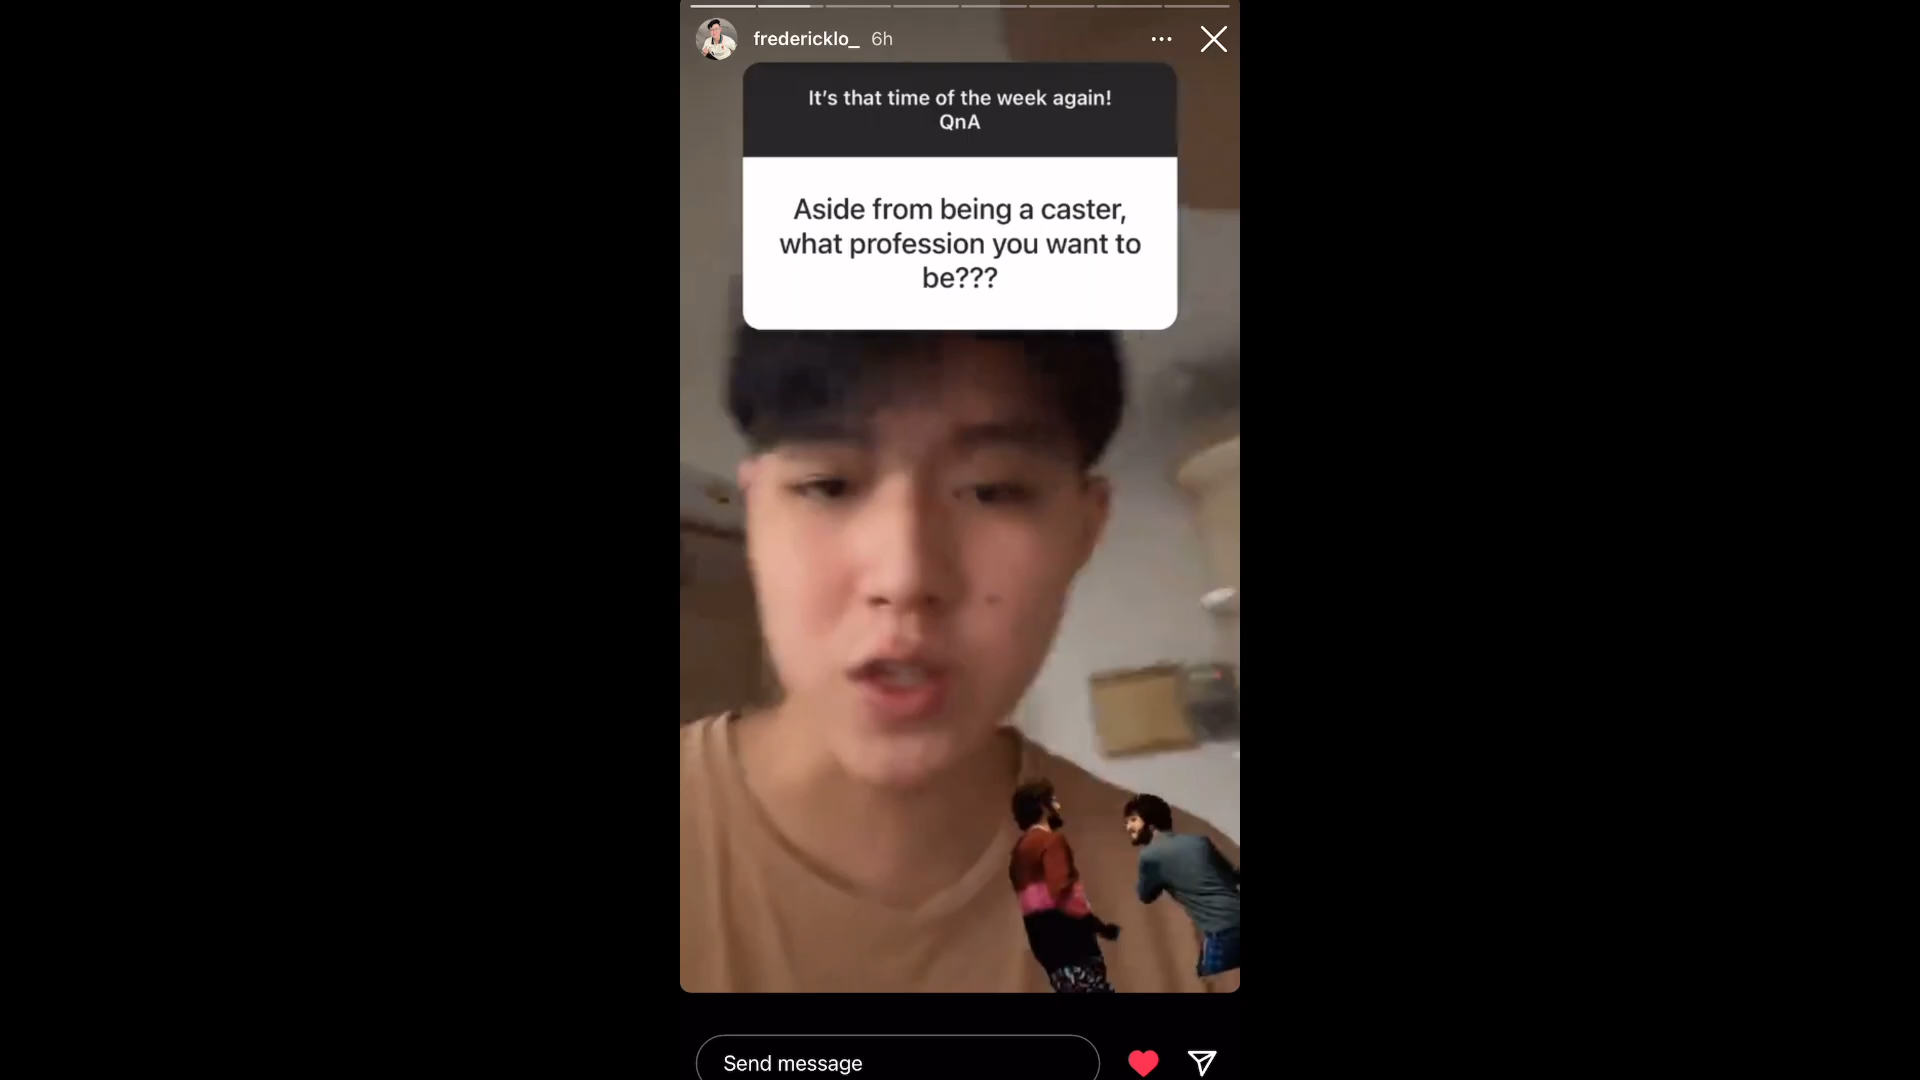 fredericklo_ 6h
It’s that time of the week again!
QnA
Aside from being a caster,
what profession you want to
be???
Send message